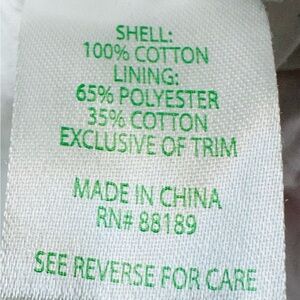 SHELL:
100% COTTON
LINING:
65% POLYESTER
35% COTTON
EXCLUSIVE OF TRIM
MADE IN CHINA
RN# 88189
SEE REVERSE FOR CARE